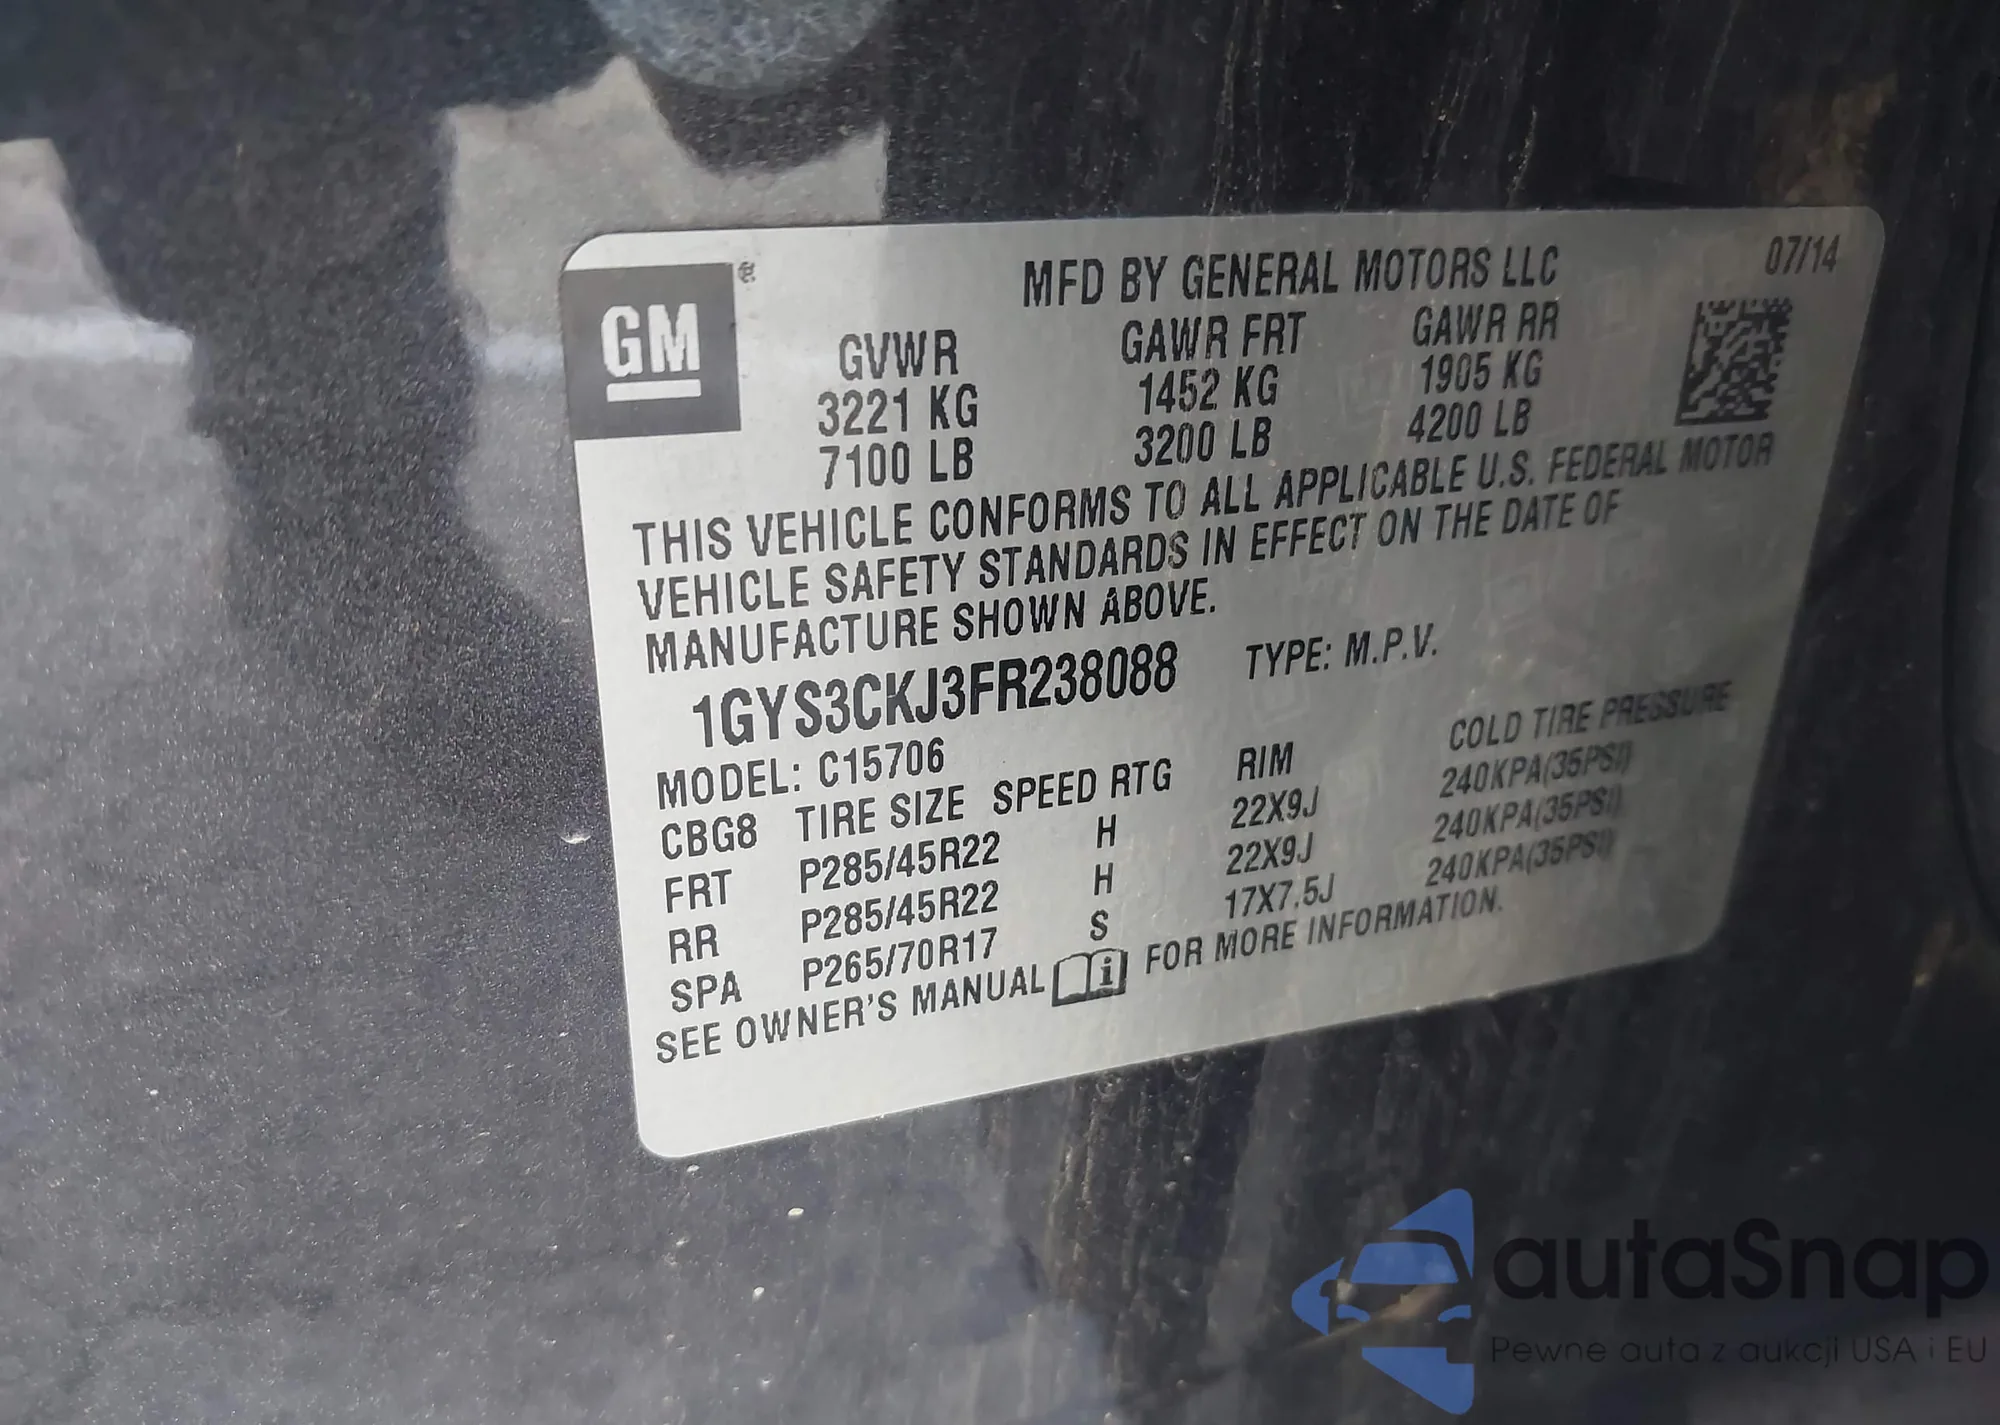 MFD BY GENERAL MOTORS LLC 07/14
GM®
GVWR GAWR FRT GAWR RR
3221 KG 1452 KG 1905 KG
7100 LB 3200 LB 4200 LB
THIS VEHICLE CONFORMS TO ALL APPLICABLE U.S. FEDERAL MOTOR
VEHICLE SAFETY STANDARDS IN EFFECT ON THE DATE OF
MANUFACTURE SHOWN ABOVE.
1GYS3CKJ3FR238088 TYPE: M.P.V.
MODEL: C15706
CBG8 TIRE SIZE SPEED RTG RIM COLD TIRE PRESSURE
FRT P285/45R22 H 22X9J 240KPA(35PSI)
RR P285/45R22 H 22X9J 240KPA(35PSI)
SPA P265/70R17 S 17X7.5J 240KPA(35PSI)
SEE OWNER'S MANUAL FOR MORE INFORMATION.
autaSnap
Pewne auta z aukcji USA i EU